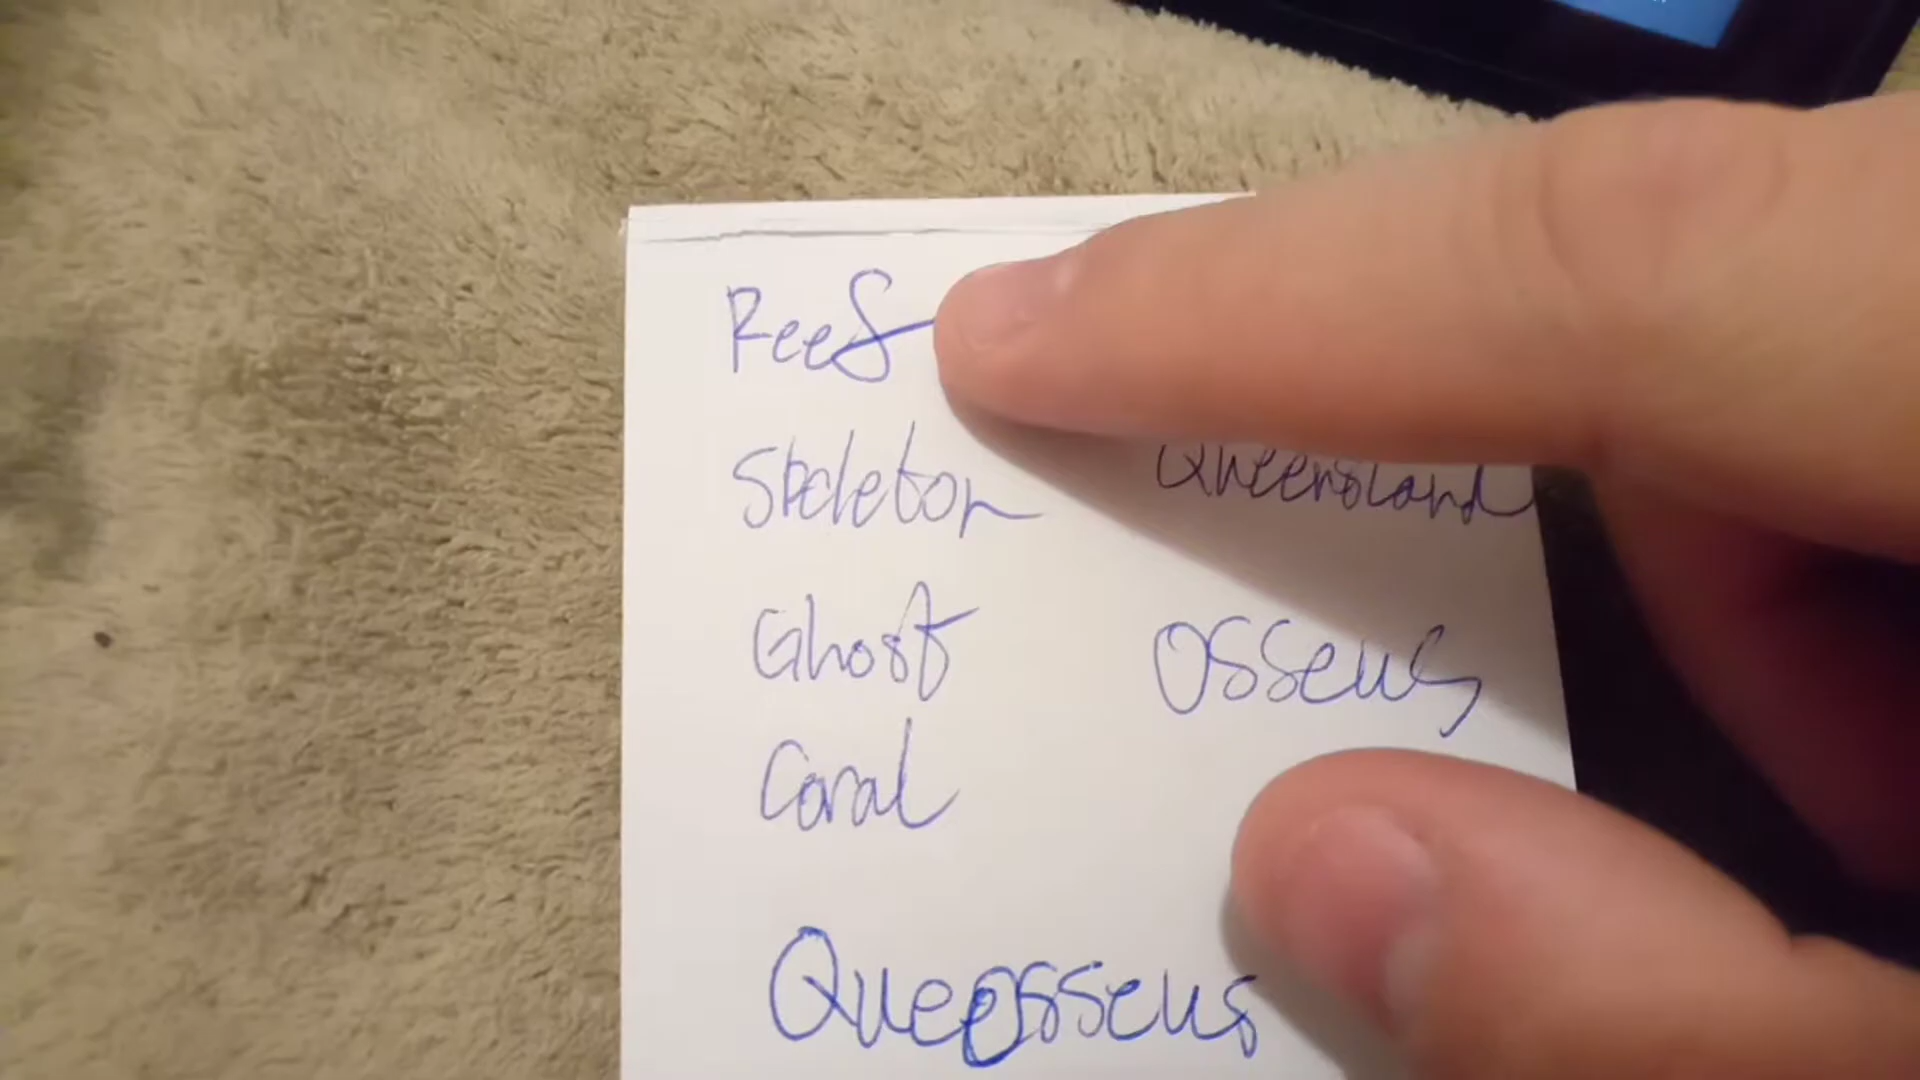 Reef
Skeleton Queensland
Ghost Osseus
Coral
Queosseus